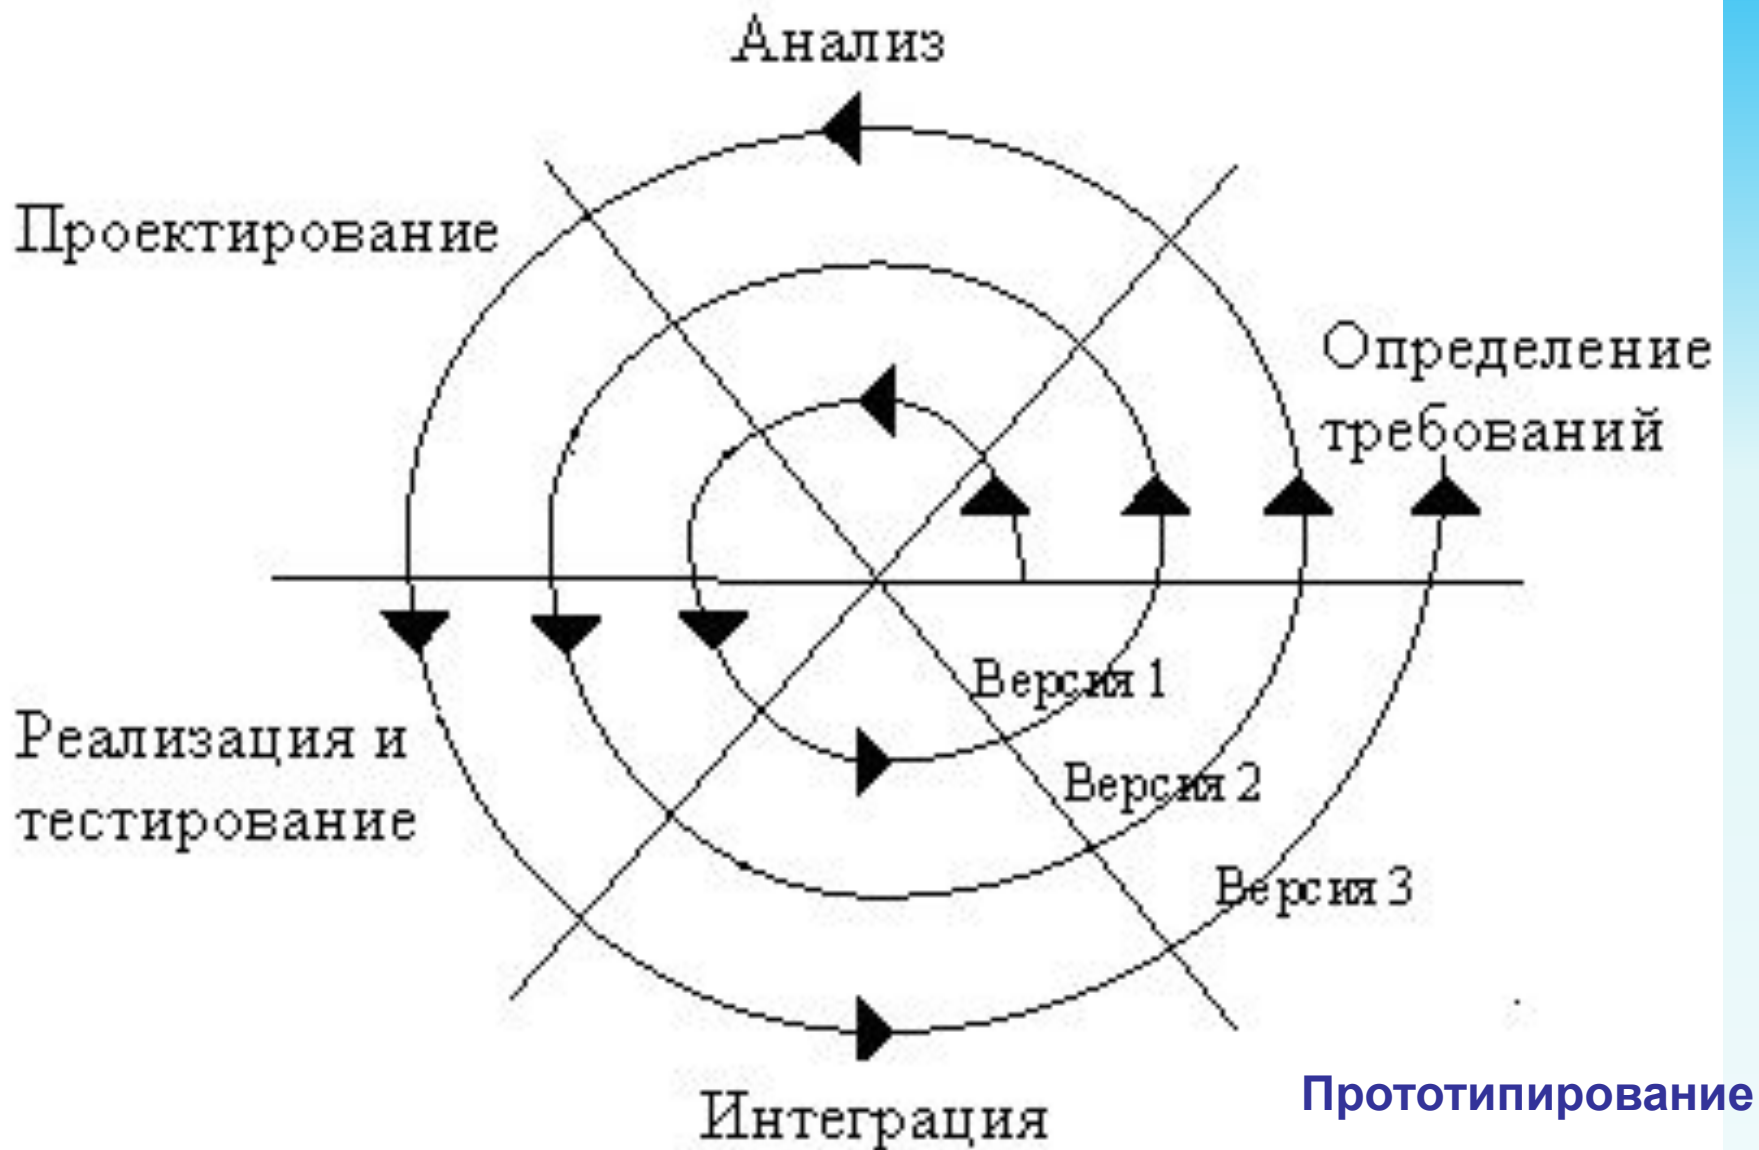 Анализ
Проектирование
Определение
требований
Версия 1
Реализация и
тестирование
Версия 2
Версия 3
Интеграция
Прототипирование